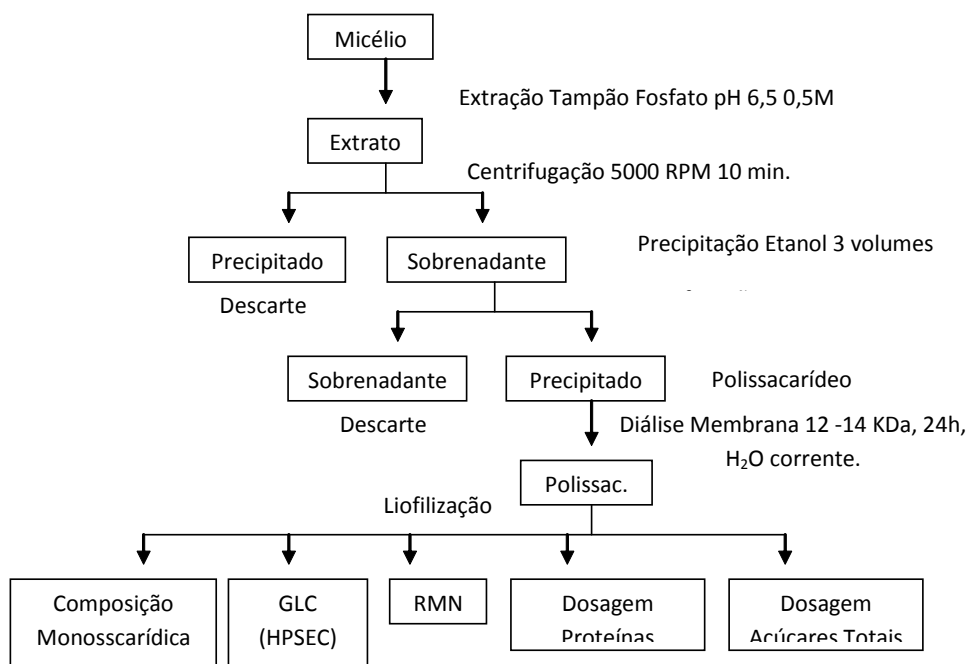 Micélio
Extração Tampão Fosfato pH 6,5 0,5M
Extrato
Centrifugação 5000 RPM 10 min.
Precipitação Etanol 3 volumes
Precipitado
Sobrenadante
Descarte
Sobrenadante
Precipitado
Polissacarídeo
Descarte
Diálise Membrana 12 -14 KDa, 24h,
H₂O corrente.
Polissac.
Liofilização
Composição
Monosscarídica
GLC
(HPSEC)
RMN
Dosagem
Proteínas
Dosagem
Açúcares Totais